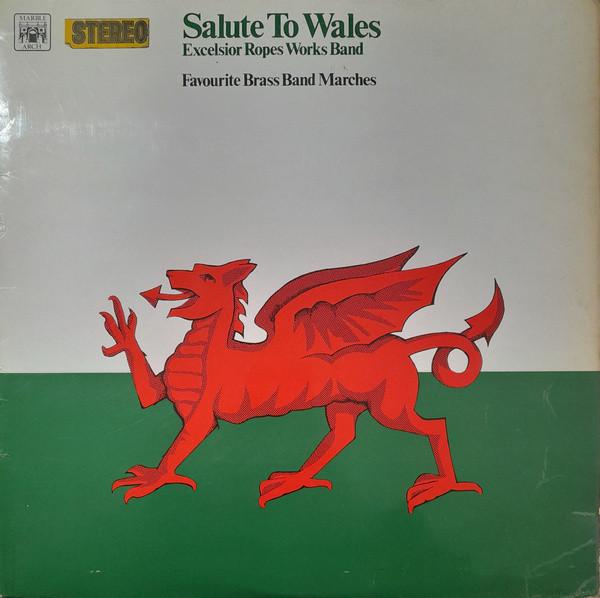 MARBLE
ARCH
STEREO
Salute To Wales
Excelsior Ropes Works Band
Favourite Brass Band Marches